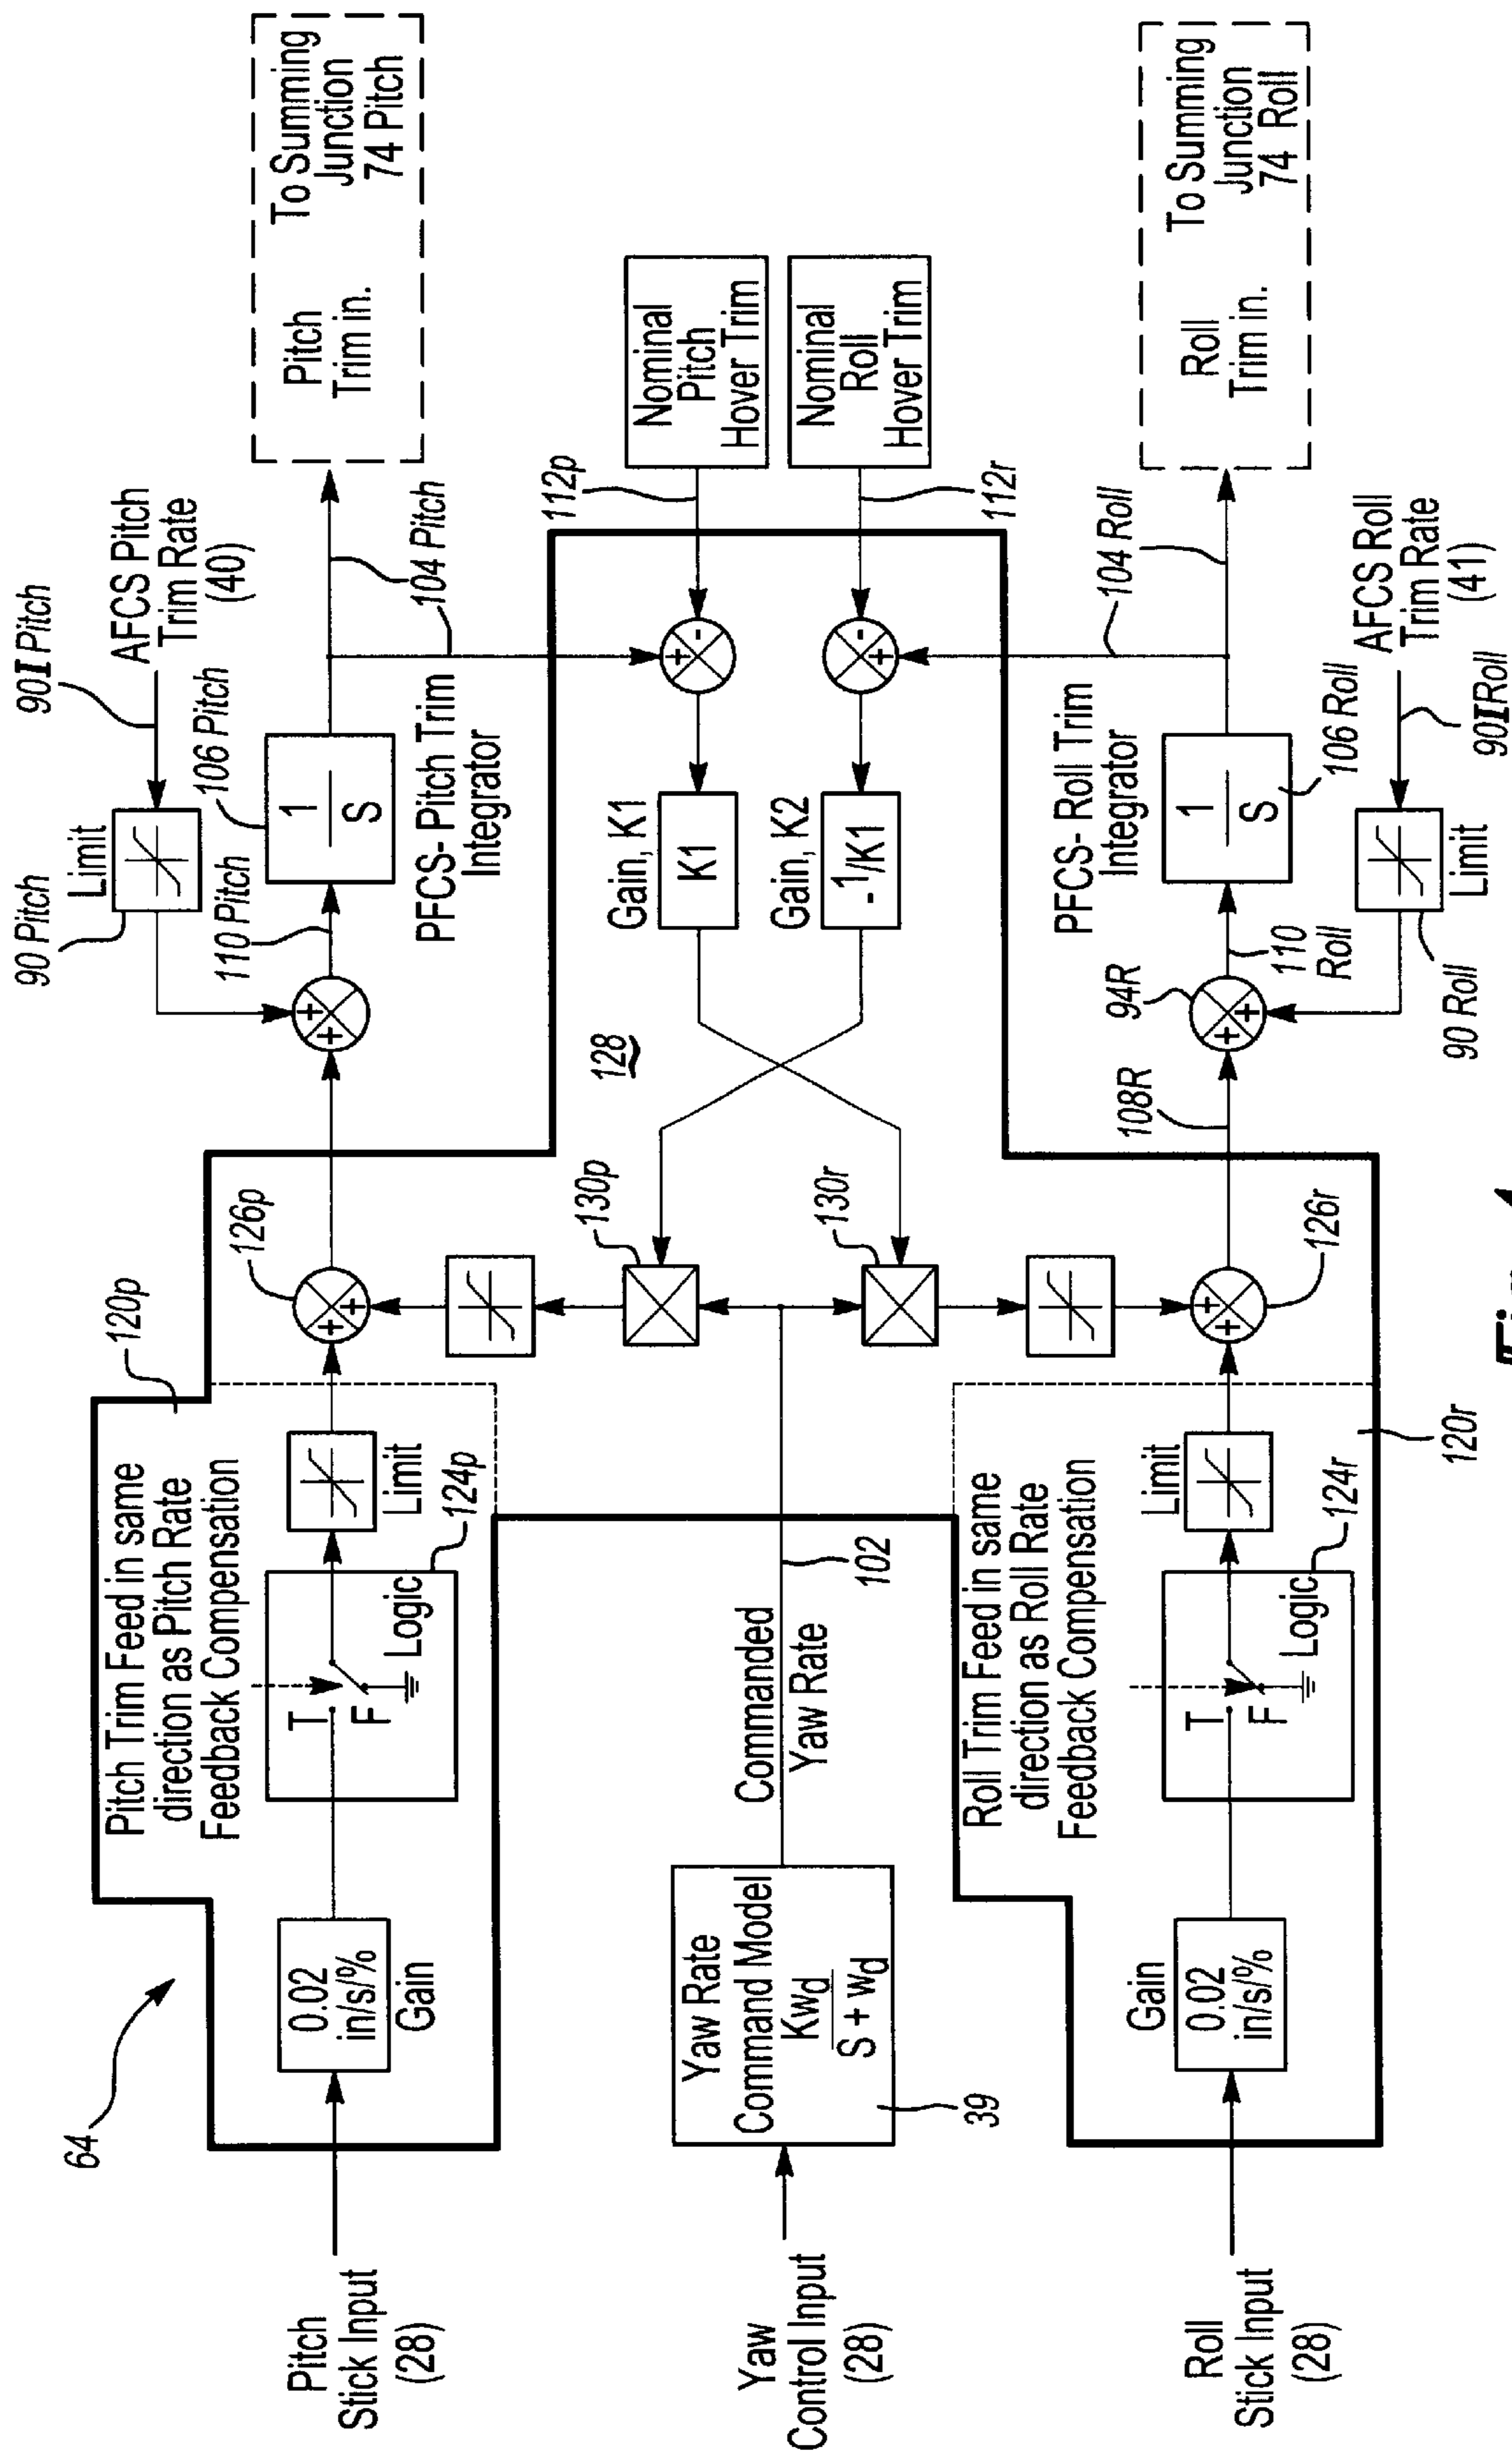 64
Pitch
Stick Input
(28)
0.02
in/s/%
Gain
Pitch Trim Feed in same
direction as Pitch Rate
Feedback Compensation
T
F
Logic
124p
Limit
120p
126p
+
+
90 Pitch
Limit
90I Pitch
AFCS Pitch
Trim Rate
(40)
+
+
110 Pitch
106 Pitch
1
S
PFCS- Pitch Trim
Integrator
104 Pitch
Pitch
Trim in.
To Summing
Junction
74 Pitch
Yaw
Control Input
(28)
Yaw Rate
Command Model
Kwd
S + wd
39
Commanded
Yaw Rate
102
130p
130r
128
Gain, K1
K1
Gain, K2
- 1/K1
+
-
-
+
112p
112r
Nominal
Pitch
Hover Trim
Nominal
Roll
Hover Trim
Roll
Stick Input
(28)
Gain
0.02
in/s/%
Roll Trim Feed in same
direction as Roll Rate
Feedback Compensation
T
F
Logic
124r
Limit
120r
+
+
126r
108R
94R
+
+
110
Roll
PFCS- Roll Trim
Integrator
1
S
106 Roll
90 Roll
Limit
90I Roll
AFCS Roll
Trim Rate
(41)
104 Roll
Roll
Trim in.
To Summing
Junction
74 Roll